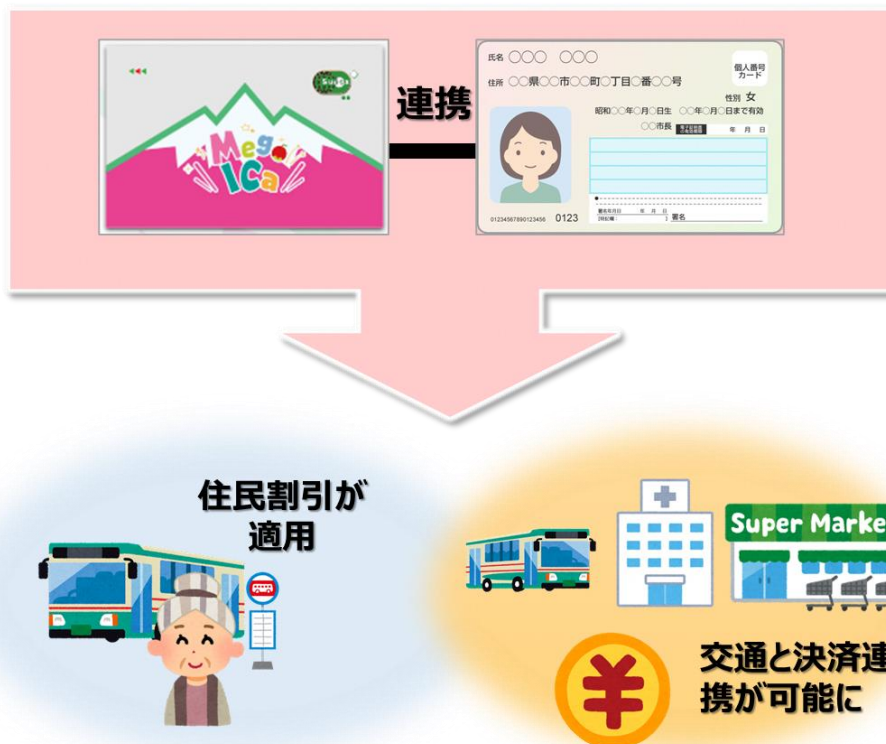 Suica
MegoICa
連携
氏名 ○○○ ○○○
個人番号
カード
住所 ○○県○○市○○町○丁目○番○○号
性別 女
昭和○○年○月○日生 ○○年○月○日まで有効
○○市長
年 月 日
01234567890123456 0123
署名
住民割引が
適用
Super Marke
交通と決済連
携が可能に